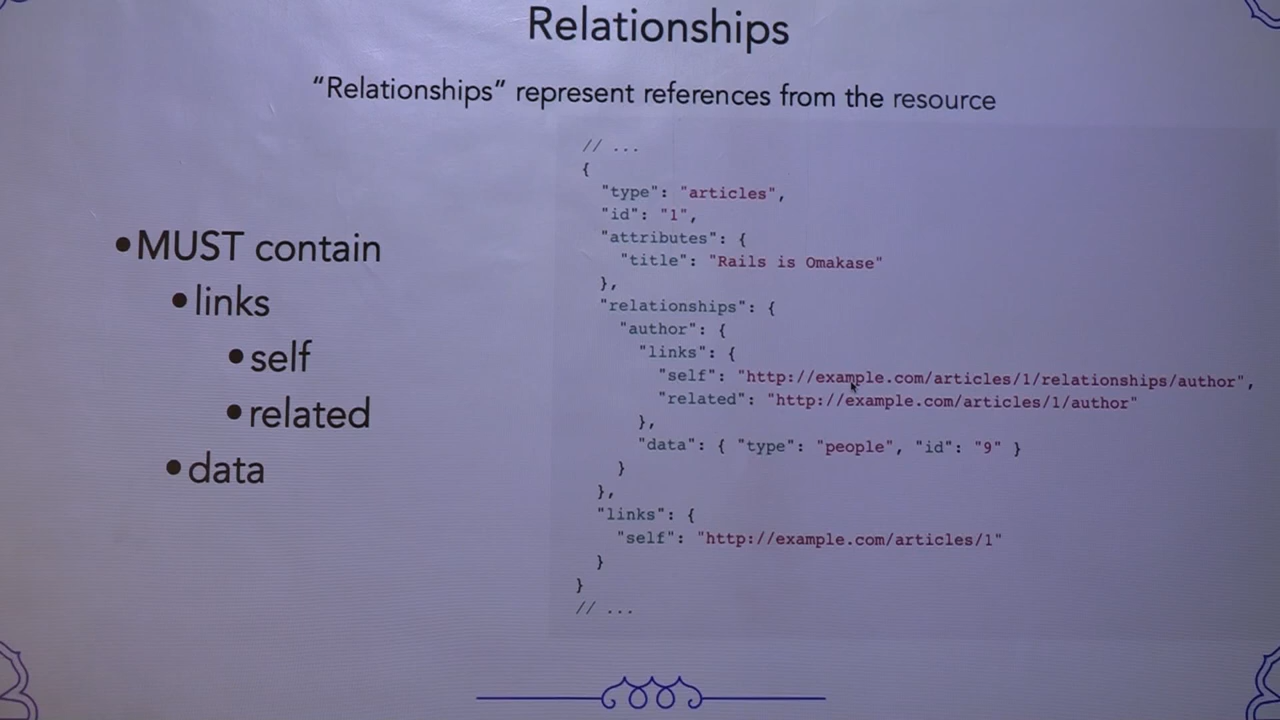 Relationships
“Relationships” represent references from the resource
•MUST contain
•links
•self
•related
•data
// ...
{
"type": "articles",
"id": "1",
"attributes": {
"title": "Rails is Omakase"
},
"relationships": {
"author": {
"links": {
"self": "http://example.com/articles/1/relationships/author",
"related": "http://example.com/articles/1/author"
},
"data": { "type": "people", "id": "9" }
}
},
"links": {
"self": "http://example.com/articles/1"
}
}
// ...